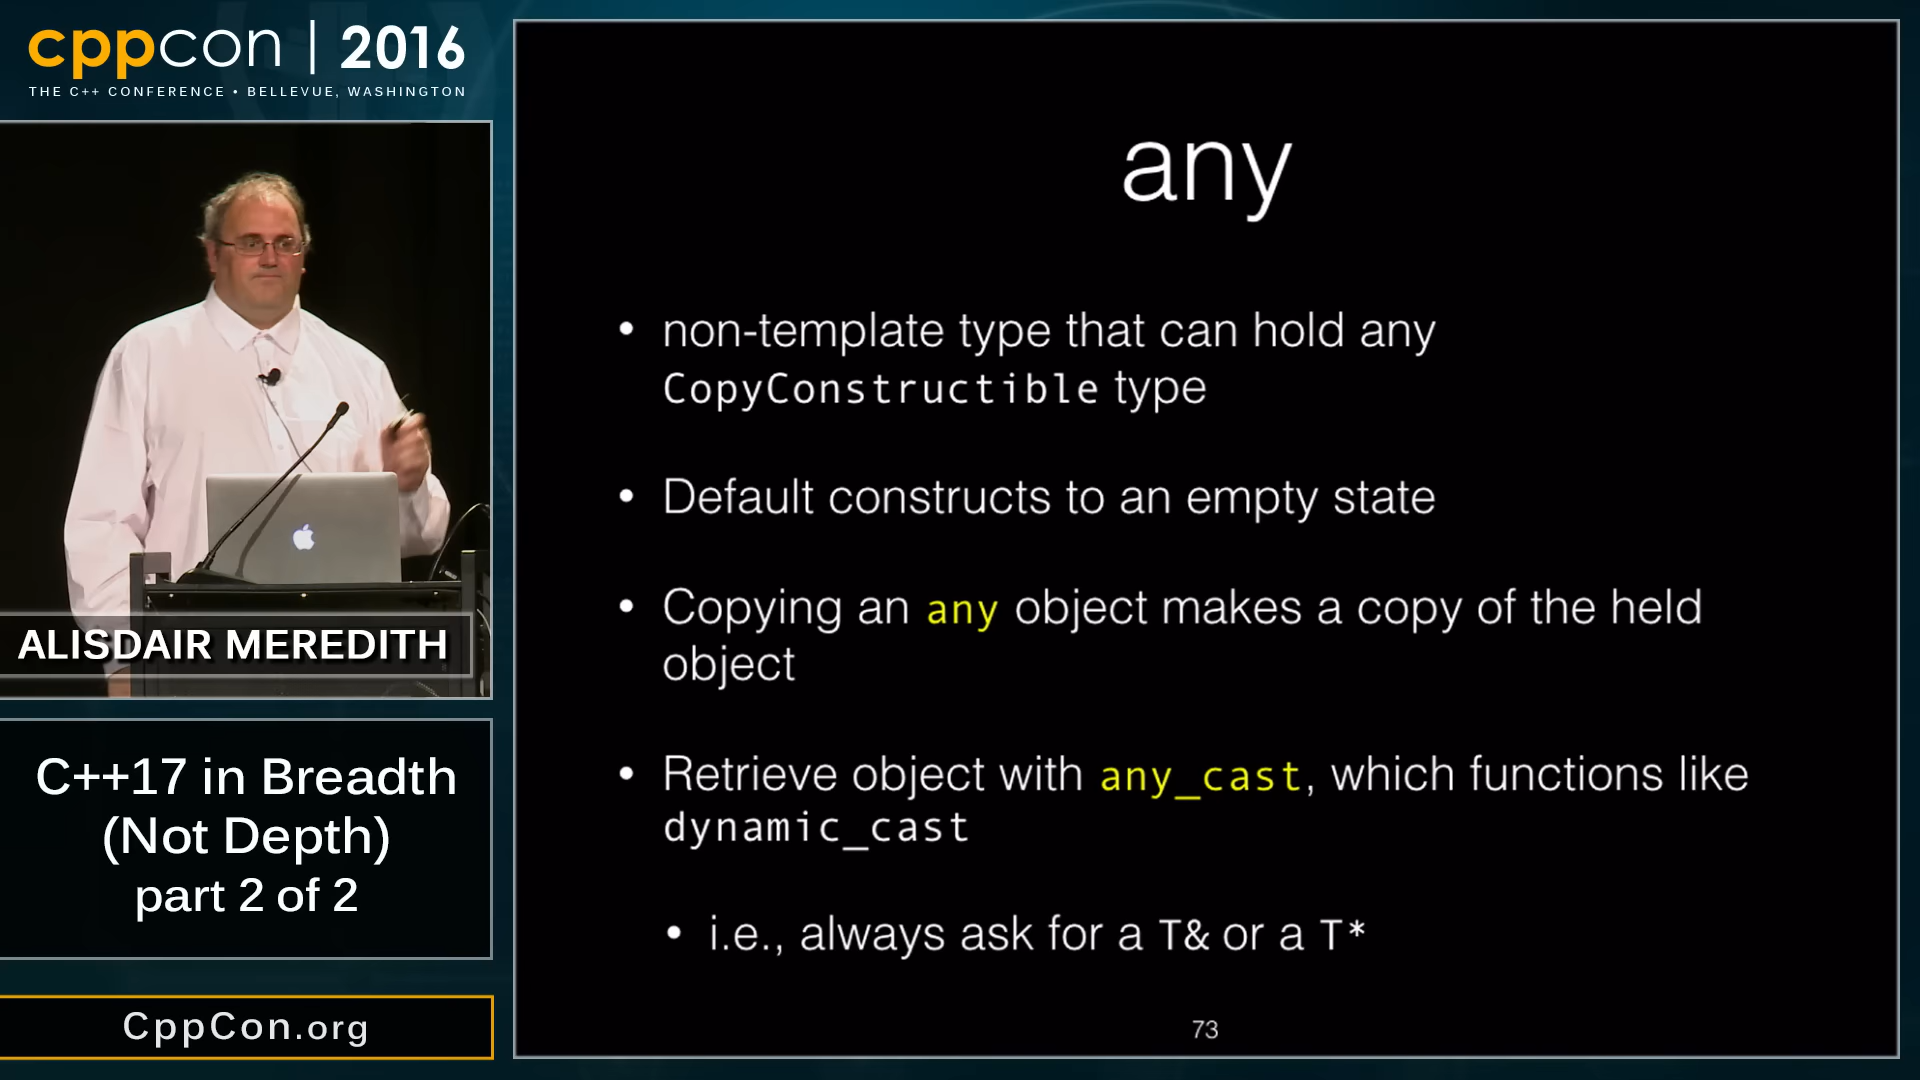 cppcon | 2016
THE C++ CONFERENCE • BELLEVUE, WASHINGTON
ALISDAIR MEREDITH
C++17 in Breadth
(Not Depth)
part 2 of 2
CppCon.org
any
• non-template type that can hold any
CopyConstructible type
• Default constructs to an empty state
• Copying an any object makes a copy of the held
object
• Retrieve object with any_cast, which functions like
dynamic_cast
• i.e., always ask for a T& or a T*
73